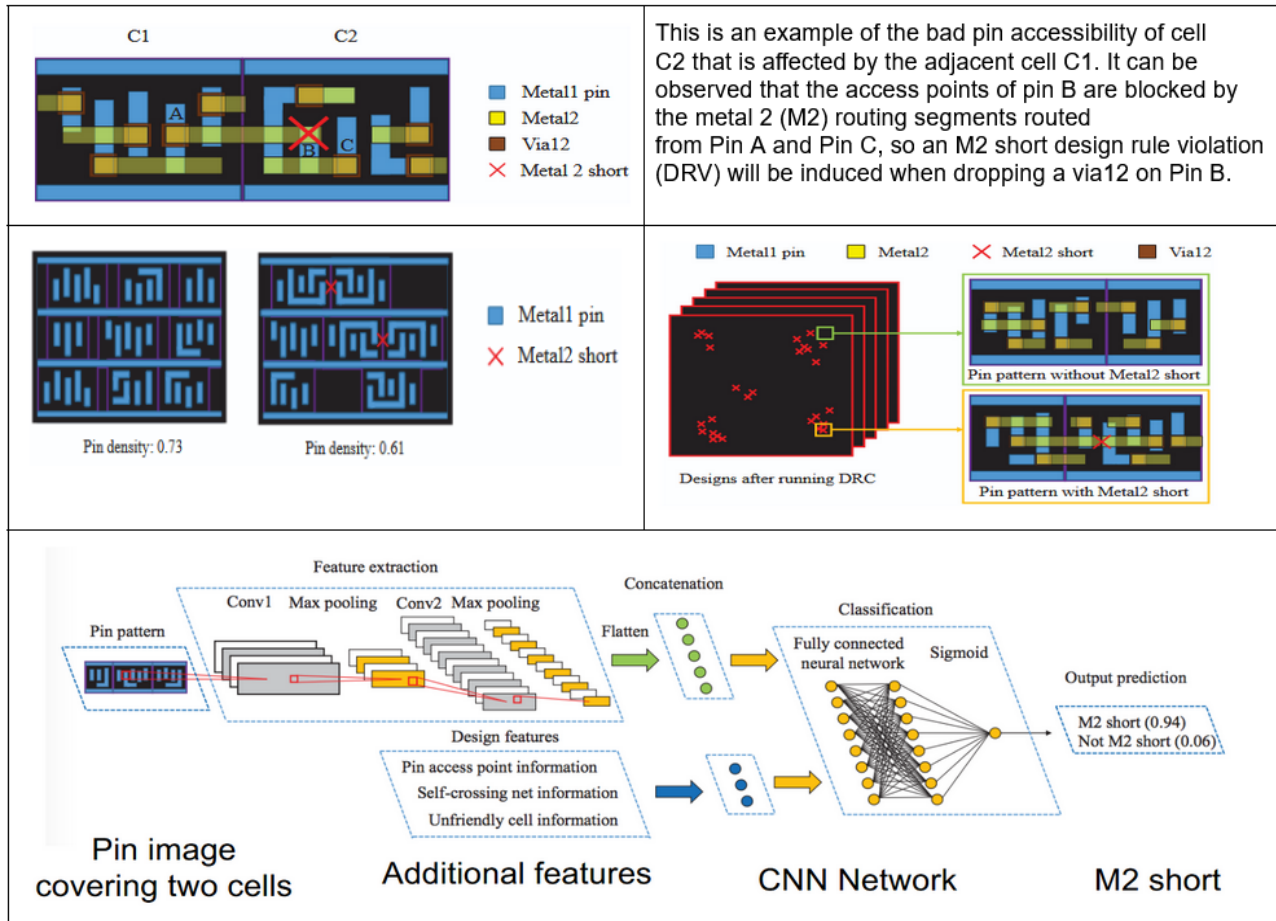 C1
C2
A
B
C
Metal1 pin
Metal2
Via12
Metal 2 short
This is an example of the bad pin accessibility of cell
C2 that is affected by the adjacent cell C1. It can be
observed that the access points of pin B are blocked by
the metal 2 (M2) routing segments routed
from Pin A and Pin C, so an M2 short design rule violation
(DRV) will be induced when dropping a via12 on Pin B.
Metal1 pin
Metal2 short
Pin density: 0.73
Pin density: 0.61
Metal1 pin
Metal2
Metal2 short
Via12
Pin pattern without Metal2 short
Designs after running DRC
Pin pattern with Metal2 short
Feature extraction
Conv1
Max pooling
Conv2
Max pooling
Pin pattern
Flatten
Concatenation
Classification
Fully connected
neural network
Sigmoid
Output prediction
M2 short (0.94)
Not M2 short (0.06)
Design features
Pin access point information
Self-crossing net information
Unfriendly cell information
Pin image
covering two cells
Additional features
CNN Network
M2 short